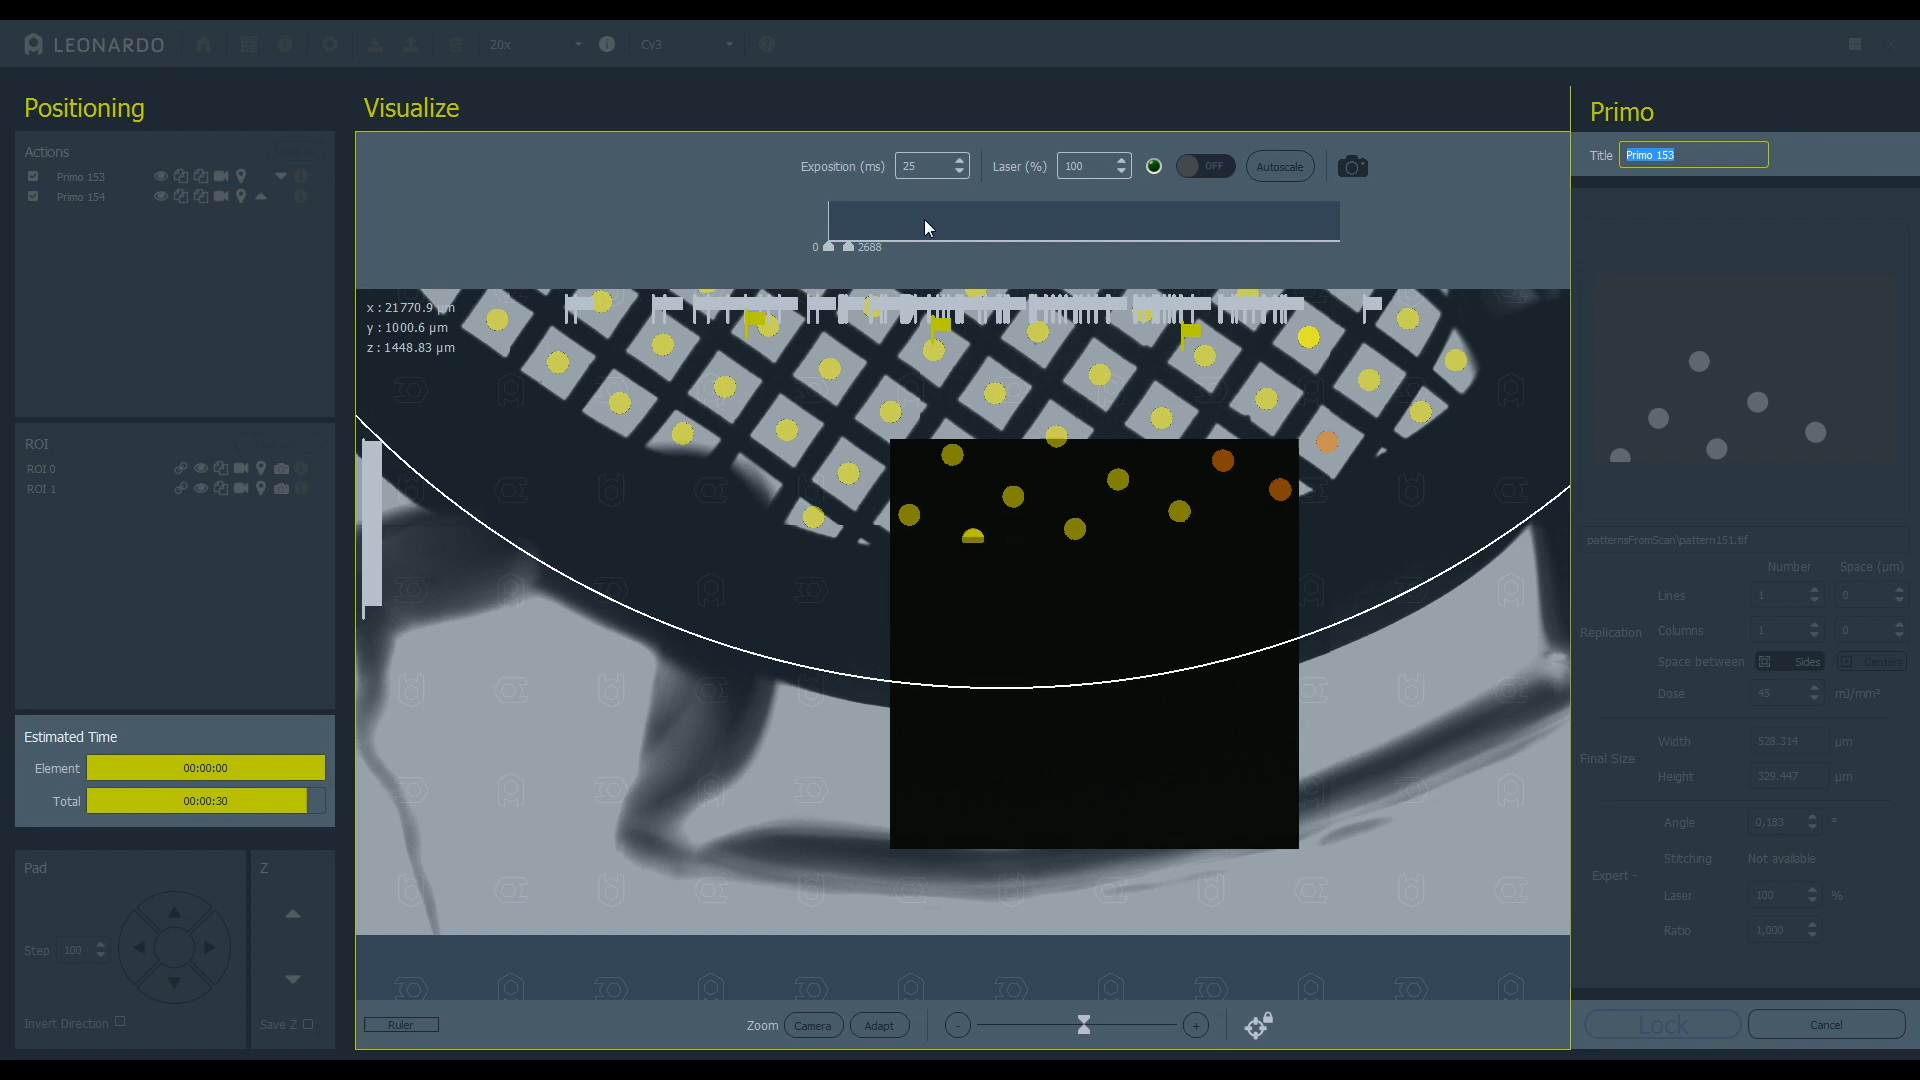 LEONARDO
20x
Cy3
Positioning
Visualize
Primo
Actions
Primo 153
Primo 154
Exposition (ms) 25
Laser (%) 100
OFF
Autoscale
Title Primo 153
0 2688
x : 21770.9 µm
y : 1000.6 µm
z : 1448.83 µm
ROI
ROI 0
ROI 1
patternsFromScan\pattern151.tif
Number Space (µm)
Lines 1 0
Replication
Columns 1 0
Space between Sides Centers
Dose 45 mJ/mm²
Estimated Time
Element 00:00:00
Total 00:00:30
Width 528.314 µm
Final Size
Height 329.447 µm
Angle 0,183 °
Stitching Not available
Expert -
Laser 100 %
Ratio 1,000
Pad
Z
Step 100
Invert Direction
Save Z
Ruler
Zoom Camera Adapt - +
Lock
Cancel